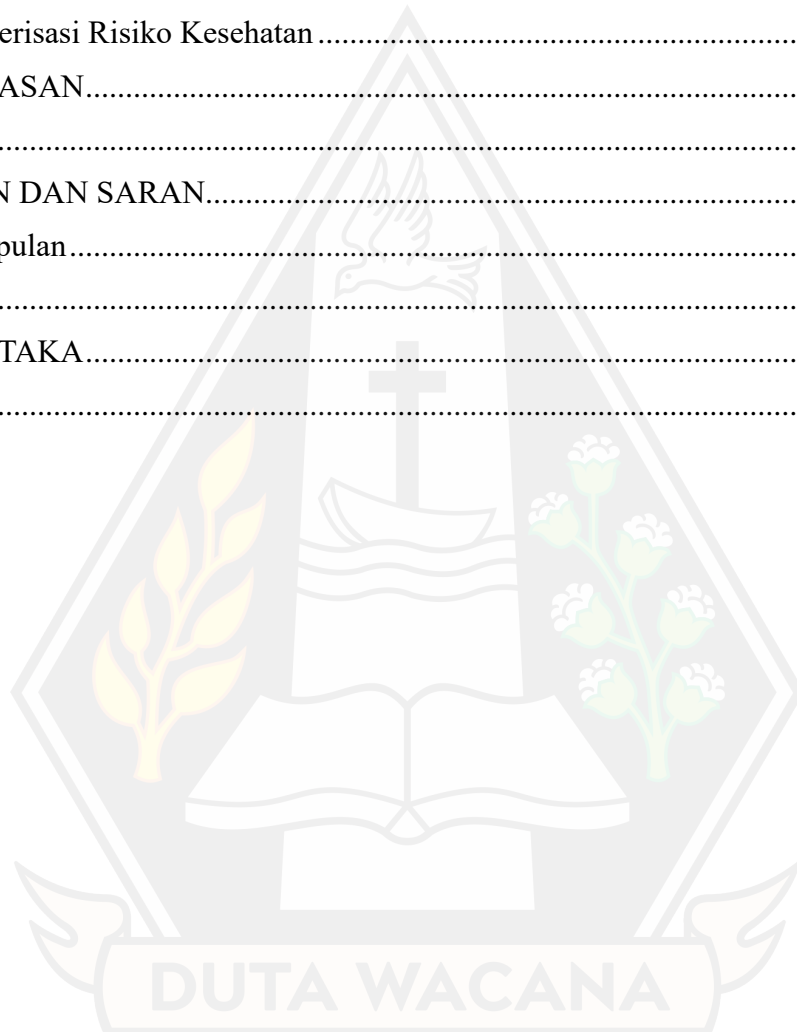 erisasi Risiko Kesehatan ............................................................
ASAN....................................................................................................
..............................................................................................................
N DAN SARAN..........................................................................
pulan...........................................................................................
..............................................................................................................
TAKA.........................................................................................
..............................................................................................................
DUTA WACANA